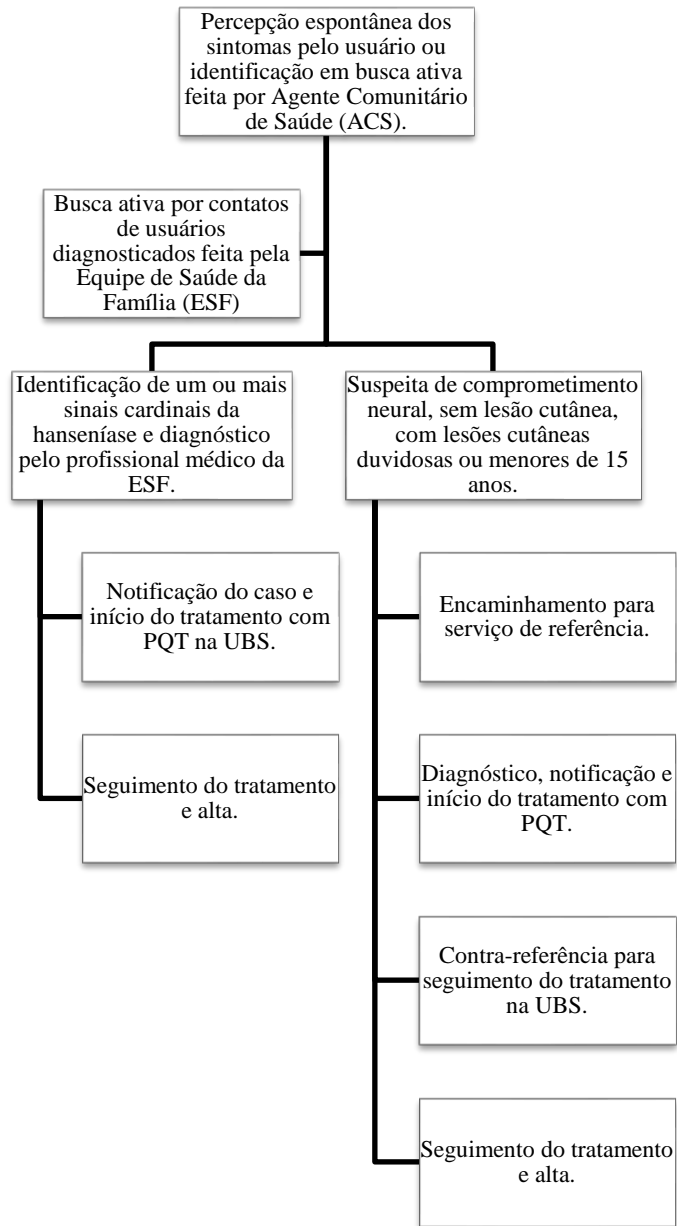 Percepção espontânea dos
sintomas pelo usuário ou
identificação em busca ativa
feita por Agente Comunitário
de Saúde (ACS).
Busca ativa por contatos
de usuários
diagnosticados feita pela
Equipe de Saúde da
Família (ESF)
Identificação de um ou mais
sinais cardinais da
hanseníase e diagnóstico
pelo profissional médico da
ESF.
Notificação do caso e
início do tratamento com
PQT na UBS.
Seguimento do tratamento
e alta.
Suspeita de comprometimento
neural, sem lesão cutânea,
com lesões cutâneas
duvidosas ou menores de 15
anos.
Encaminhamento para
serviço de referência.
Diagnóstico, notificação e
início do tratamento com
PQT.
Contra-referência para
seguimento do tratamento
na UBS.
Seguimento do tratamento
e alta.